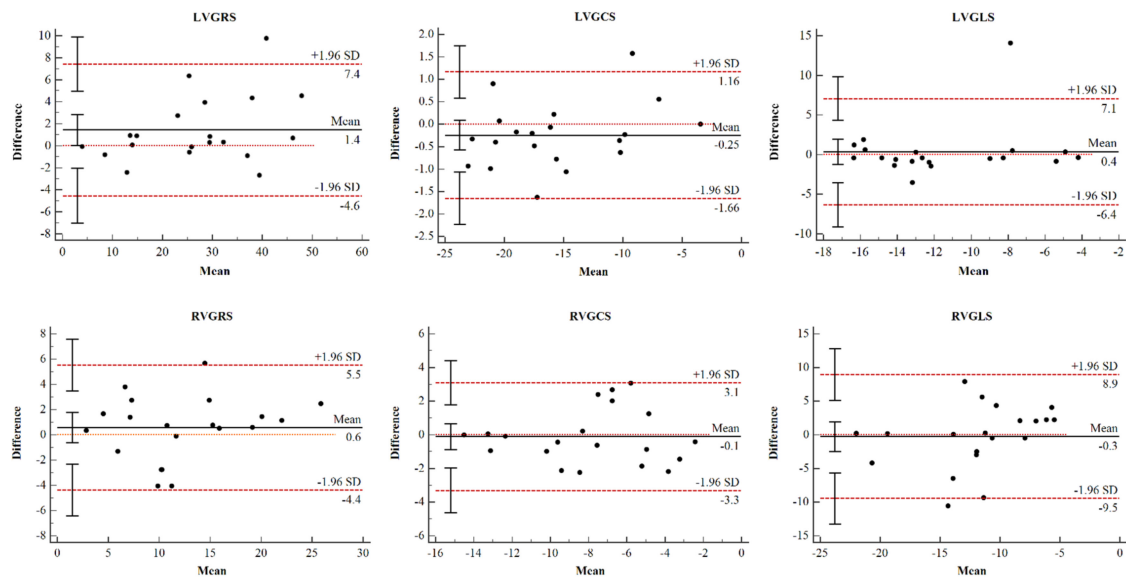 LVGRS
10
8
6
4
2
0
-2
-4
-6
-8
Difference
+1.96 SD
7.4
Mean
1.4
-1.96 SD
-4.6
0 10 20 30 40 50 60
Mean
LVGCS
2.0
1.5
1.0
0.5
0.0
-0.5
-1.0
-1.5
-2.0
-2.5
Difference
+1.96 SD
1.16
Mean
-0.25
-1.96 SD
-1.66
-25 -20 -15 -10 -5 0
Mean
LVGLS
15
10
5
0
-5
-10
Difference
+1.96 SD
7.1
Mean
0.4
-1.96 SD
-6.4
-18 -16 -14 -12 -10 -8 -6 -4 -2
Mean
RVGRS
8
6
4
2
0
-2
-4
-6
-8
Difference
+1.96 SD
5.5
Mean
0.6
-1.96 SD
-4.4
0 5 10 15 20 25 30
Mean
RVGCS
6
4
2
0
-2
-4
-6
Difference
+1.96 SD
3.1
Mean
-0.1
-1.96 SD
-3.3
-16 -14 -12 -10 -8 -6 -4 -2 0
Mean
RVGLS
15
10
5
0
-5
-10
-15
Difference
+1.96 SD
8.9
Mean
-0.3
-1.96 SD
-9.5
-25 -20 -15 -10 -5 0
Mean